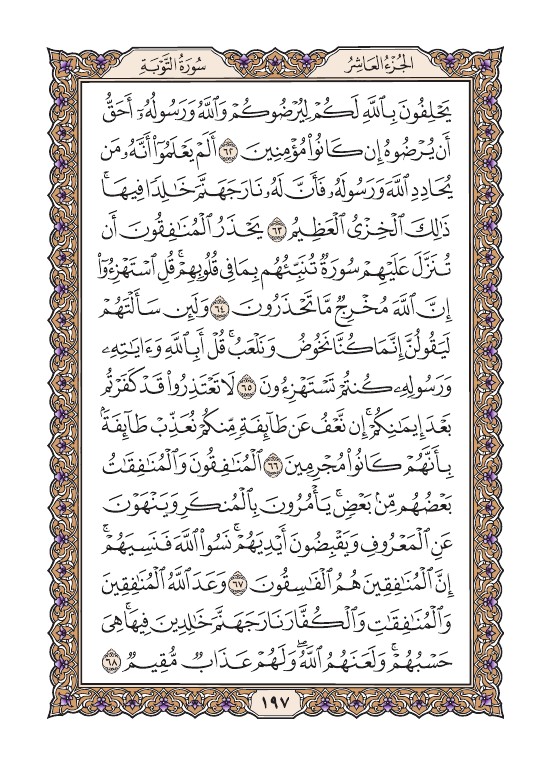 الجُزْءُ العَاشِرُ
سُورَةُ التَّوْبَةِ
يَحْلِفُونَ بِٱللَّهِ لَكُمْ لِيُرْضُوكُمْ وَٱللَّهُ وَرَسُولُهُۥٓ أَحَقُّ
أَن يُرْضُوهُ إِن كَانُوا۟ مُؤْمِنِينَ ٦٢ أَلَمْ يَعْلَمُوٓا۟ أَنَّهُۥ مَن
يُحَادِدِ ٱللَّهَ وَرَسُولَهُۥ فَأَنَّ لَهُۥ نَارَ جَهَنَّمَ خَٰلِدًا فِيهَا ۚ
ذَٰلِكَ ٱلْخِزْىُ ٱلْعَظِيمُ ٦٣ يَحْذَرُ ٱلْمُنَٰفِقُونَ أَن
تُنَزَّلَ عَلَيْهِمْ سُورَةٌ تُنَبِّئُهُم بِمَا فِى قُلُوبِهِمْ ۚ قُلِ ٱسْتَهْزِءُوٓا۟
إِنَّ ٱللَّهَ مُخْرِجٌ مَّا تَحْذَرُونَ ٦٤ وَلَئِن سَأَلْتَهُمْ
لَيَقُولُنَّ إِنَّمَا كُنَّا نَخُوضُ وَنَلْعَبُ ۚ قُلْ أَبِٱللَّهِ وَءَايَٰتِهِۦ
وَرَسُولِهِۦ كُنتُمْ تَسْتَهْزِءُونَ ٦٥ لَا تَعْتَذِرُوا۟ قَدْ كَفَرْتُم
بَعْدَ إِيمَٰنِكُمْ ۚ إِن نَّعْفُ عَن طَآئِفَةٍ مِّنكُمْ نُعَذِّبْ طَآئِفَةًۢ
بِأَنَّهُمْ كَانُوا۟ مُجْرِمِينَ ٦٦ ٱلْمُنَٰفِقُونَ وَٱلْمُنَٰفِقَٰتُ
بَعْضُهُم مِّنۢ بَعْضٍ ۚ يَأْمُرُونَ بِٱلْمُنكَرِ وَيَنْهَوْنَ
عَنِ ٱلْمَعْرُوفِ وَيَقْبِضُونَ أَيْدِيَهُمْ ۚ نَسُوا۟ ٱللَّهَ فَنَسِيَهُمْ ۗ
إِنَّ ٱلْمُنَٰفِقِينَ هُمُ ٱلْفَٰسِقُونَ ٦٧ وَعَدَ ٱللَّهُ ٱلْمُنَٰفِقِينَ
وَٱلْمُنَٰفِقَٰتِ وَٱلْكُفَّارَ نَارَ جَهَنَّمَ خَٰلِدِينَ فِيهَا ۚ هِىَ
حَسْبُهُمْ ۚ وَلَعَنَهُمُ ٱللَّهُ ۖ وَلَهُمْ عَذَابٌ مُّقِيمٌ ٦٨
١٩٧